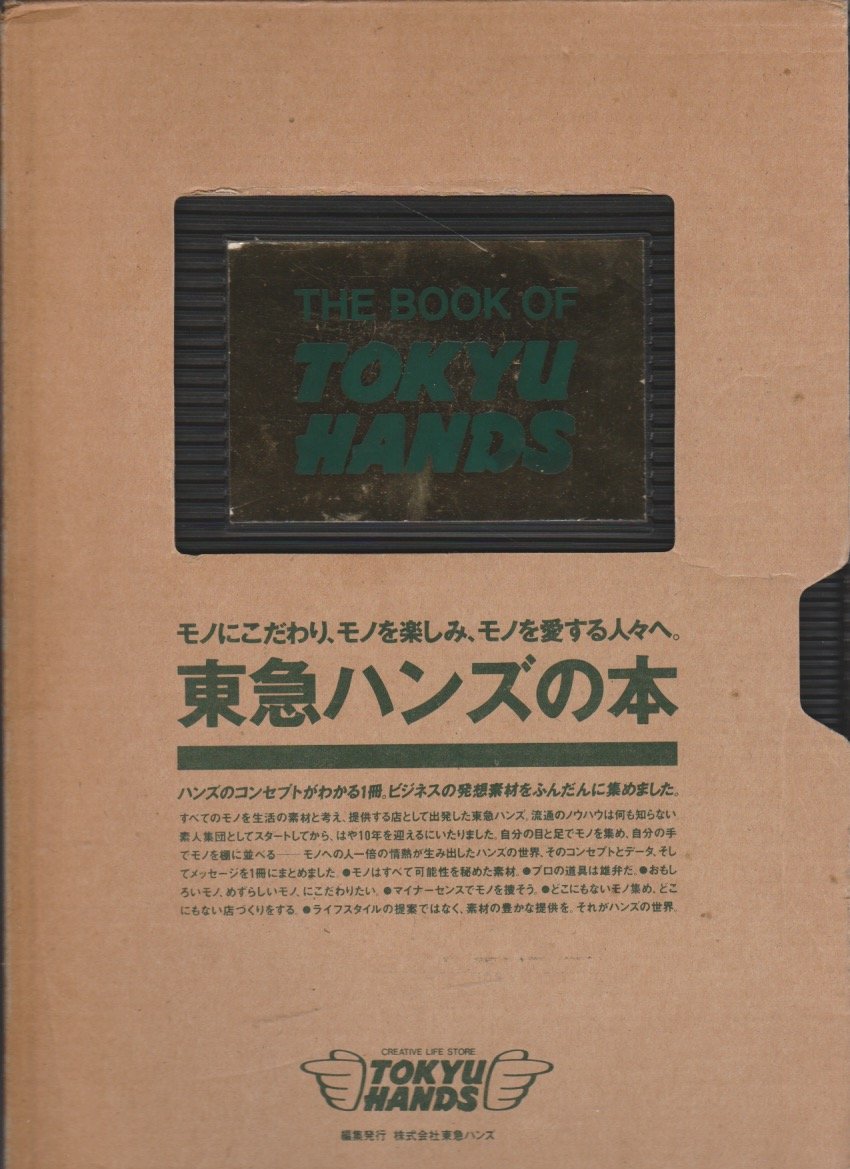 THE BOOK OF
TOKYU
HANDS
モノにこだわり、モノを楽しみ、モノを愛する人々へ。
東急ハンズの本
ハンズのコンセプトがわかる1冊。ビジネスの発想素材をふんだんに集めました。
すべてのモノを生活の素材と考え、提供する店として出発した東急ハンズ。流通のノウハウは何も知らない
素人集団としてスタートしてから、はや10年を迎えるにいたりました。自分の目と足でモノを集め、自分の手
でモノを棚に並べる——モノへの人一倍の情熱が生み出したハンズの世界、そのコンセプトとデータ、そし
てメッセージを1冊にまとめました。●モノはすべて可能性を秘めた素材。●プロの道具は雄弁だ。●おもし
ろいモノ、めずらしいモノ、にこだわりたい。●マイナーセンスでモノを捜そう。●どこにもないモノ集め、どこ
にもない店づくりをする。●ライフスタイルの提案ではなく、素材の豊かな提供を。それがハンズの世界。
CREATIVE LIFE STORE
TOKYU
HANDS
編集発行 株式会社東急ハンズ